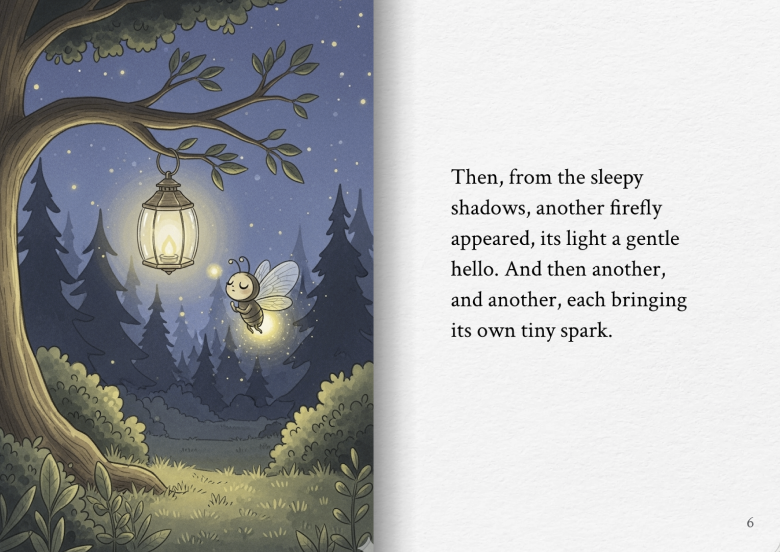 Then, from the sleepy
shadows, another firefly
appeared, its light a gentle
hello. And then another,
and another, each bringing
its own tiny spark.
6